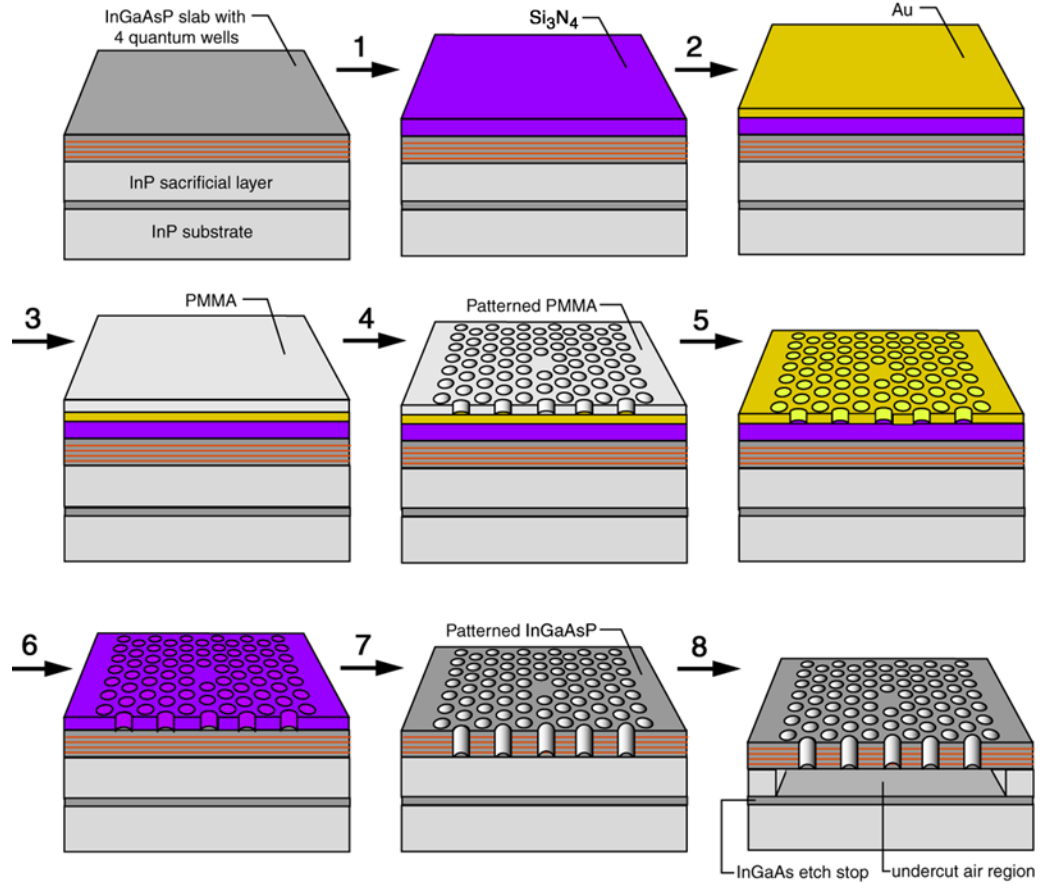 InGaAsP slab with
4 quantum wells
1
Si₃N₄
2
Au
InP sacrificial layer
InP substrate
3
PMMA
4
Patterned PMMA
5
6
7
Patterned InGaAsP
8
InGaAs etch stop
undercut air region